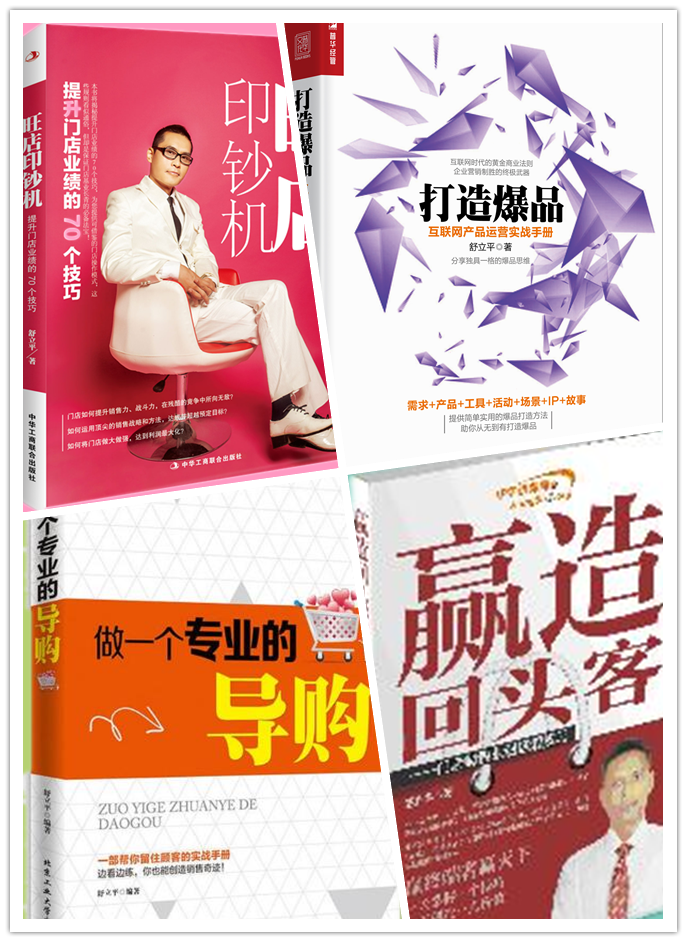 旺店印钞机
提升门店业绩的70个技巧
舒立平/著
中华工商联合出版社
印钞机
旺店
提升门店业绩的70个技巧
门店如何提升销售力、战斗力,在残酷的竞争中所向无敌?
如何运用顶尖的销售战略和方法,达成并超越预定目标?
如何将门店做大做强,达到利润最大化?
中华工商联合出版社
打造爆品
普华经管
互联网时代的黄金商业法则
企业营销制胜的终极武器
打造爆品
互联网产品运营实战手册
舒立平◎著
分享独具一格的爆品思维
需求+产品+工具+活动+场景+IP+故事
提供简单实用的爆品打造方法
助你从无到有打造爆品
个专业的导购
舒立平◎编著
北京工业大学
做一个专业的
导购
ZUO YIGE ZHUANYE DE
DAOGOU
一部帮你留住顾客的实战手册
边看边练,你也能创造销售奇迹!
舒立平◎编著
赢造
回头客